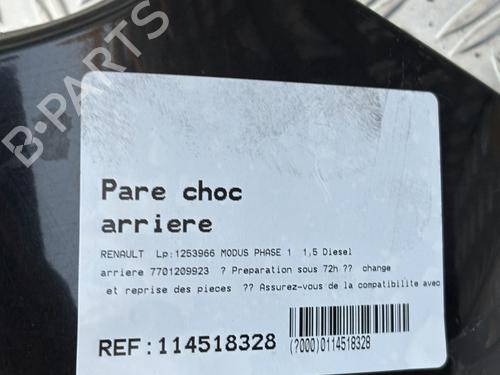 B-PARTS
Pare choc
arriere
RENAULT Lp:1253966 MODUS PHASE 1 1,5 Diesel
arriere 7701209923 ? Preparation sous 72h ?? change
et reprise des pieces ?? Assurez-vous de la compatibilite avec
REF:114518328
(?000)0114518328